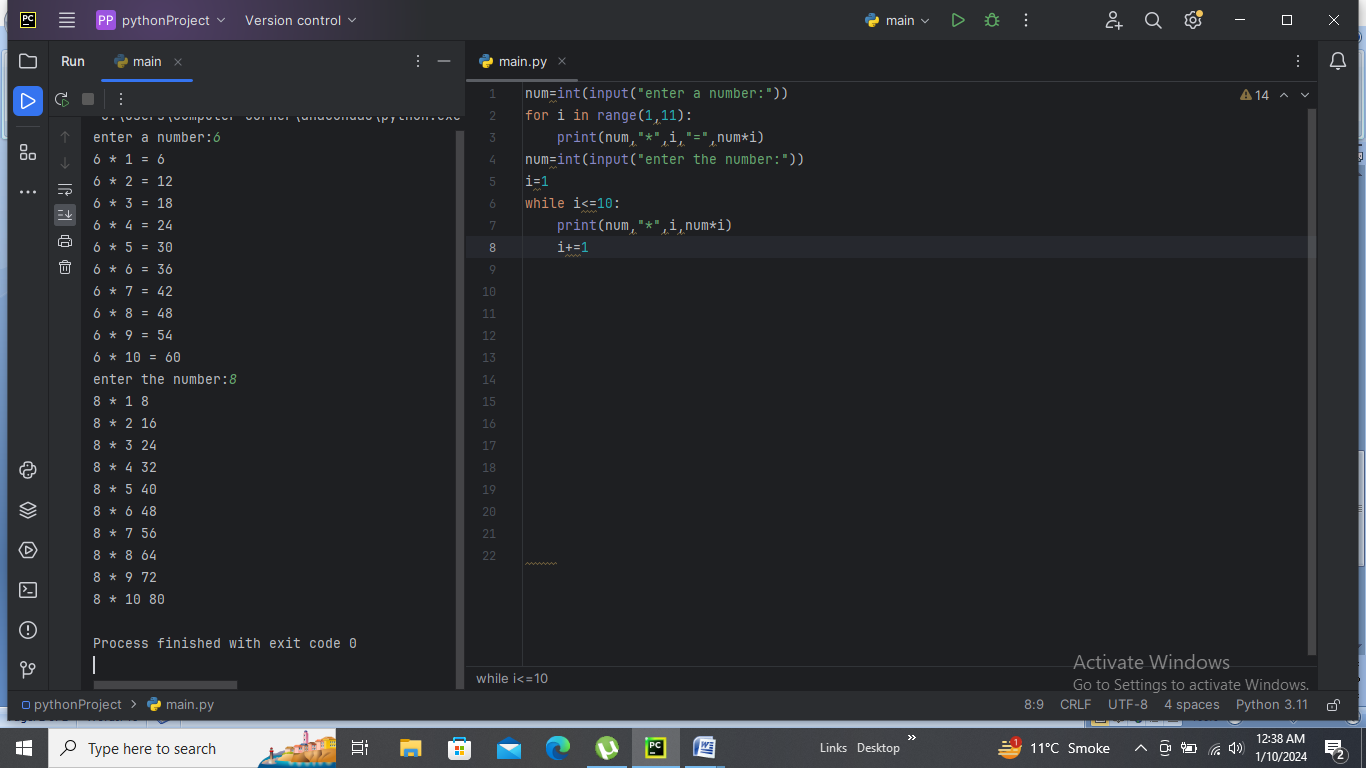 PC PP pythonProject Version control main
Run main
main.py
enter a number:6
6 * 1 = 6
6 * 2 = 12
6 * 3 = 18
6 * 4 = 24
6 * 5 = 30
6 * 6 = 36
6 * 7 = 42
6 * 8 = 48
6 * 9 = 54
6 * 10 = 60
enter the number:8
8 * 1 8
8 * 2 16
8 * 3 24
8 * 4 32
8 * 5 40
8 * 6 48
8 * 7 56
8 * 8 64
8 * 9 72
8 * 10 80
Process finished with exit code 0
1 num=int(input("enter a number:"))
2 for i in range(1,11):
3     print(num,"*",i,"=",num*i)
4 num=int(input("enter the number:"))
5 i=1
6 while i<=10:
7     print(num,"*",i,num*i)
8     i+=1
9
10
11
12
13
14
15
16
17
18
19
20
21
22
14
while i<=10
Activate Windows
Go to Settings to activate Windows.
pythonProject > main.py 8:9 CRLF UTF-8 4 spaces Python 3.11
Type here to search
PC
Links Desktop »
1
11°C Smoke
12:38 AM
1/10/2024
2